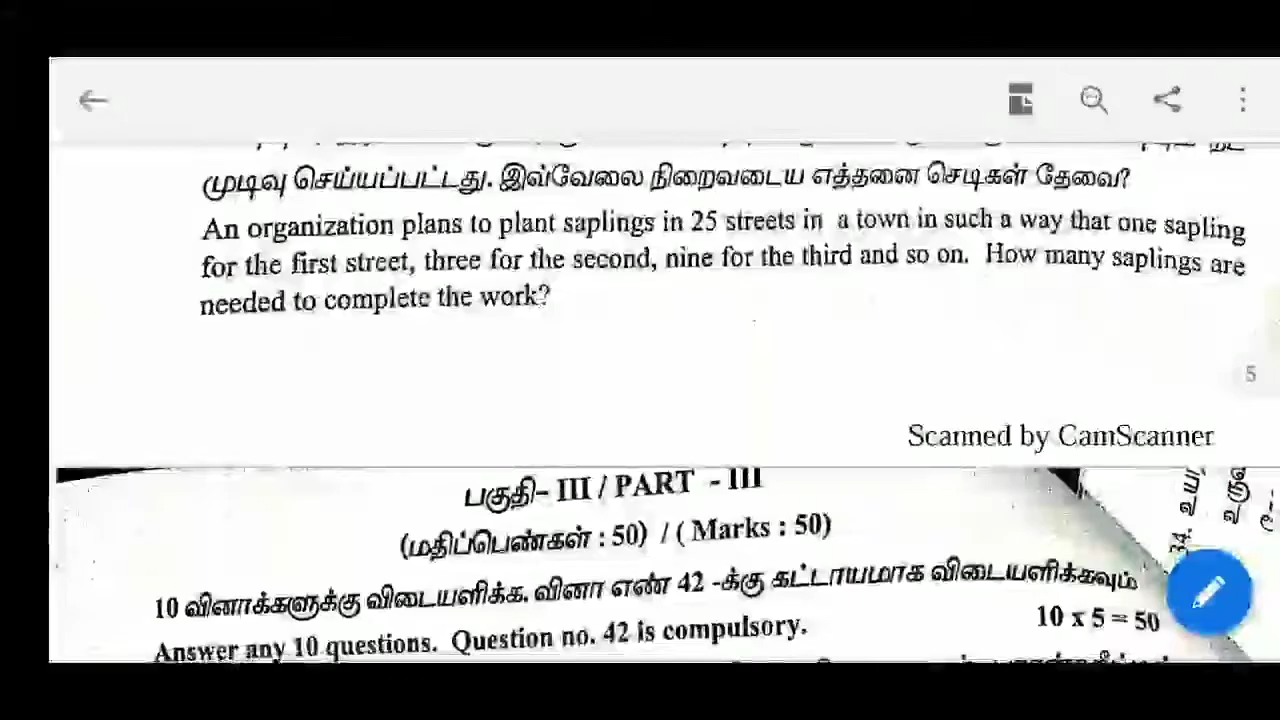 முடிவு செய்யப்பட்டது. இவ்வேலை நிறைவடைய எத்தனை செடிகள் தேவை?
An organization plans to plant saplings in 25 streets in a town in such a way that one sapling
for the first street, three for the second, nine for the third and so on. How many saplings are
needed to complete the work?
5
Scanned by CamScanner
பகுதி– III / PART - III
(மதிப்பெண்கள் : 50) / ( Marks : 50)
34. உயர
10 வினாக்களுக்கு விடையளிக்க. வினா எண் 42 -க்கு கட்டாயமாக விடையளிக்கவும்
Answer any 10 questions. Question no. 42 is compulsory.
10 x 5 = 50